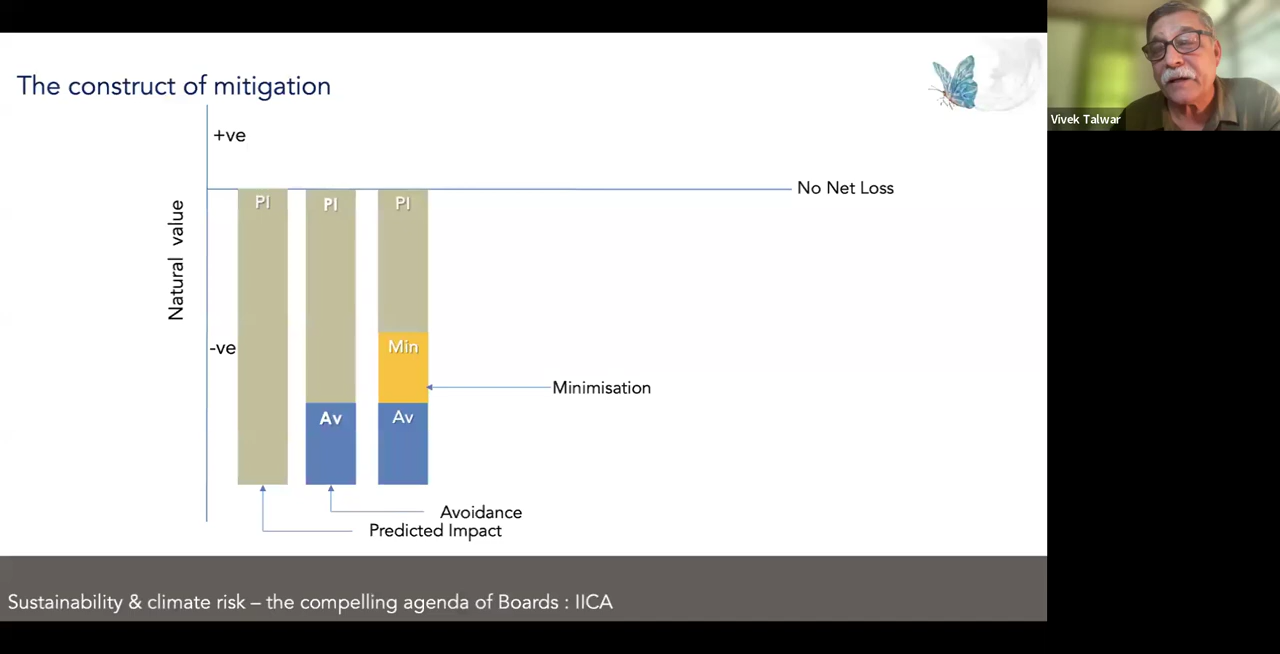 The construct of mitigation
Vivek Talwar
+ve
No Net Loss
Natural value
PI
PI
PI
-ve
Min
Minimisation
Av
Av
Avoidance
Predicted Impact
Sustainability & climate risk – the compelling agenda of Boards : IICA